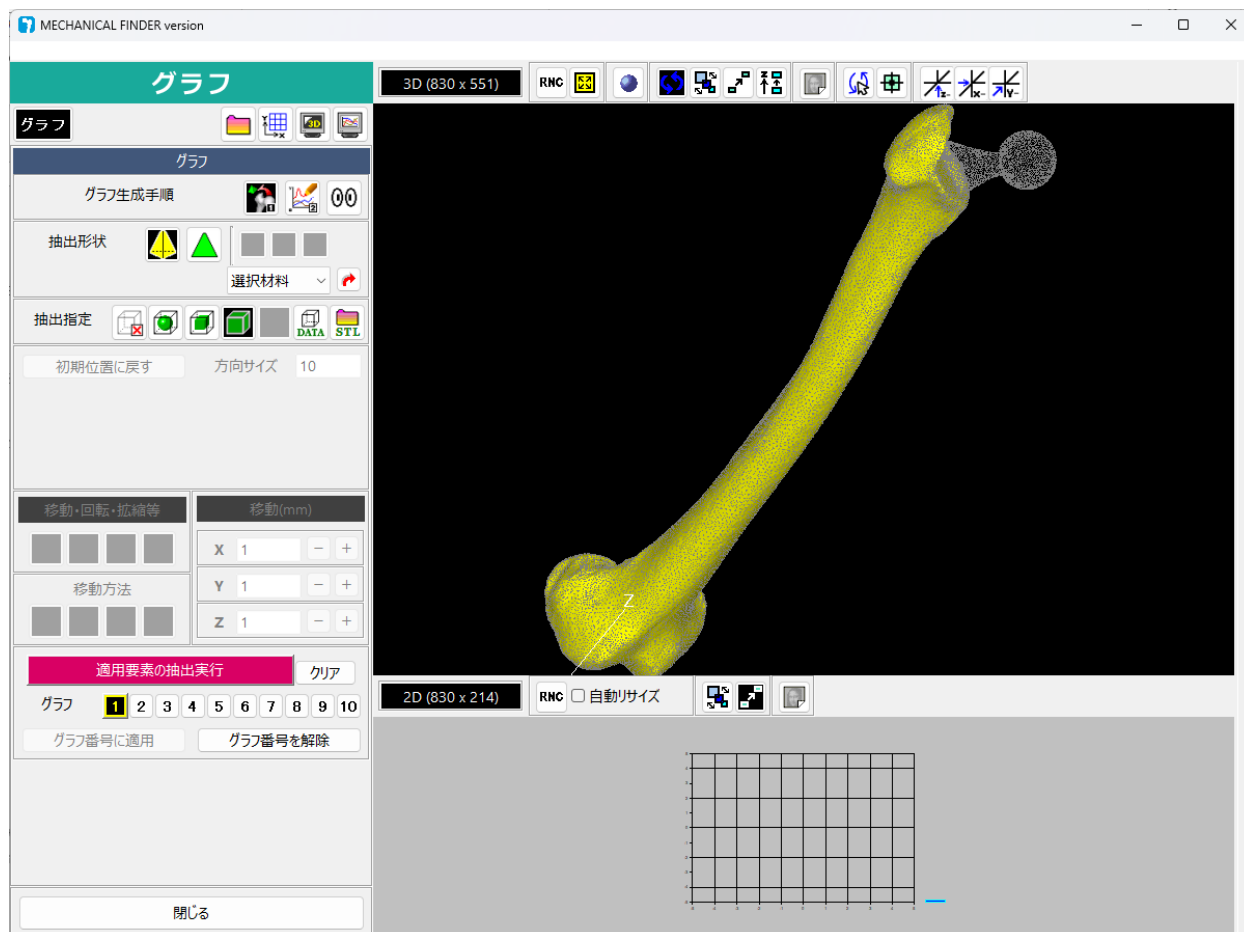 MECHANICAL FINDER version
グラフ
3D (830 x 551)
RNC
グラフ
3D
グラフ
グラフ生成手順
抽出形状
選択材料
抽出指定
DATA
STL
初期位置に戻す
方向サイズ 10
移動・回転・拡縮等
移動(mm)
X 1 − +
移動方法
Y 1 − +
Z 1 − +
適用要素の抽出実行
クリア
グラフ 1 2 3 4 5 6 7 8 9 10
グラフ番号に適用
グラフ番号を解除
閉じる
Z
2D (830 x 214)
RNC
自動リサイズ